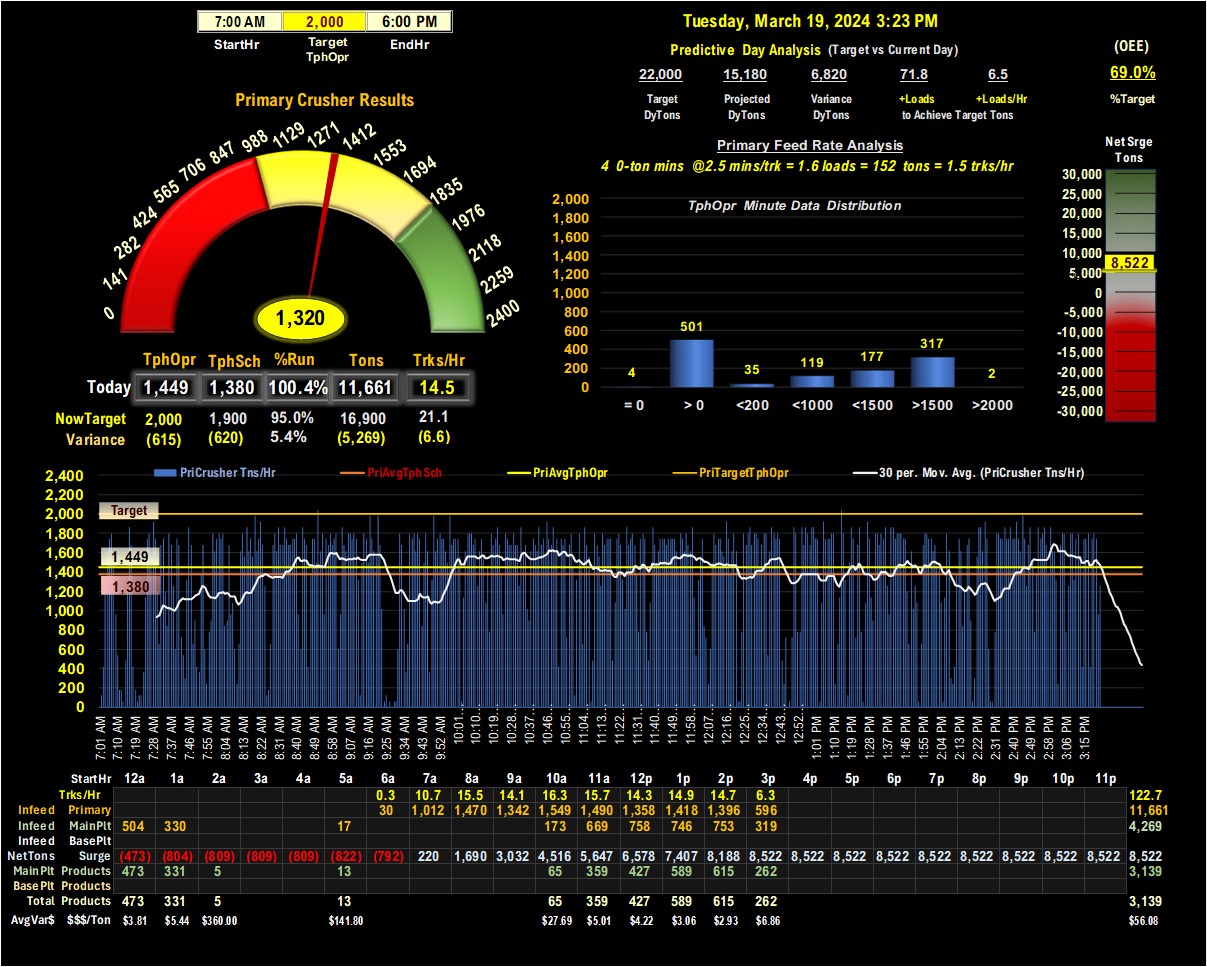 7:00 AM 2,000 6:00 PM
StartHr Target TphOpr EndHr
Tuesday, March 19, 2024 3:23 PM
Predictive Day Analysis (Target vs Current Day)
22,000 15,180 6,820 71.8 6.5
Target DyTons Projected DyTons Variance DyTons +Loads +Loads/Hr
to Achieve Target Tons
(OEE)
69.0%
%Target
Primary Crusher Results
0 141 282 424 565 706 847 988 1129 1271 1412 1553 1694 1835 1976 2118 2259 2400
1,320
TphOpr TphSch %Run Tons Trks/Hr
Today 1,449 1,380 100.4% 11,661 14.5
NowTarget 2,000 1,900 95.0% 16,900 21.1
Variance (615) (620) 5.4% (5,269) (6.6)
Primary Feed Rate Analysis
4 0-ton mins @2.5 mins/trk = 1.6 loads = 152 tons = 1.5 trks/hr
TphOpr Minute Data Distribution
2,000
1,800
1,600
1,400
1,200
1,000
800
600
400
200
0
4 501 35 119 177 317 2
= 0 > 0 <200 <1000 <1500 >1500 >2000
Net Srge
Tons
30,000
25,000
20,000
15,000
10,000
8,522
5,000
0
-5,000
-10,000
-15,000
-20,000
-25,000
-30,000
PriCrusher Tns/Hr PriAvgTphSch PriAvgTphOpr PriTargetTphOpr 30 per. Mov. Avg. (PriCrusher Tns/Hr)
2,400
2,200
2,000
1,800
1,600
1,400
1,200
1,000
800
600
400
200
0
Target
1,449
1,380
7:01 AM 7:10 AM 7:19 AM 7:28 AM 7:37 AM 7:46 AM 7:55 AM 8:04 AM 8:13 AM 8:22 AM 8:31 AM 8:40 AM 8:49 AM 8:58 AM 9:07 AM 9:16 AM 9:25 AM 9:34 AM 9:43 AM 9:52 AM 10:01… 10:10… 10:19… 10:28… 10:37… 10:46… 10:55… 11:04… 11:13… 11:22… 11:31… 11:40… 11:49… 11:58… 12:07… 12:16… 12:25… 12:34… 12:43… 12:52… 1:01 PM 1:10 PM 1:19 PM 1:28 PM 1:37 PM 1:46 PM 1:55 PM 2:04 PM 2:13 PM 2:22 PM 2:31 PM 2:40 PM 2:49 PM 2:58 PM 3:06 PM 3:15 PM
StartHr 12a 1a 2a 3a 4a 5a 6a 7a 8a 9a 10a 11a 12p 1p 2p 3p 4p 5p 6p 7p 8p 9p 10p 11p
Trks/Hr 0.3 10.7 15.5 14.1 16.3 15.7 14.3 14.9 14.7 6.3 122.7
Infeed Primary 30 1,012 1,470 1,342 1,549 1,490 1,358 1,418 1,396 596 11,661
Infeed MainPlt 504 330 17 173 669 758 746 753 319 4,269
Infeed BasePlt
NetTons Surge (473) (804) (809) (809) (809) (822) (792) 220 1,690 3,032 4,516 5,647 6,578 7,407 8,188 8,522 8,522 8,522 8,522 8,522 8,522 8,522 8,522 8,522 8,522
MainPlt Products 473 331 5 13 65 359 427 589 615 262 3,139
BasePlt Products
Total Products 473 331 5 13 65 359 427 589 615 262 3,139
AvgVar$ $$$/Ton $3.81 $5.44 $360.00 $141.80 $27.69 $5.01 $4.22 $3.06 $2.93 $6.86 $56.08